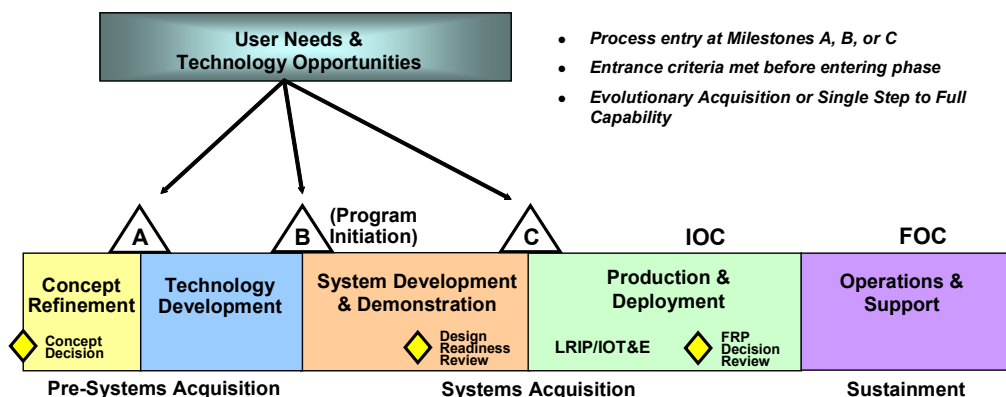 User Needs &
Technology Opportunities
• Process entry at Milestones A, B, or C
• Entrance criteria met before entering phase
• Evolutionary Acquisition or Single Step to Full
Capability
A
B
(Program
Initiation)
C
IOC
FOC
Concept
Refinement
Technology
Development
System Development
& Demonstration
Production &
Deployment
Operations &
Support
Concept
Decision
Design
Readiness
Review
LRIP/IOT&E
FRP
Decision
Review
Pre-Systems Acquisition
Systems Acquisition
Sustainment